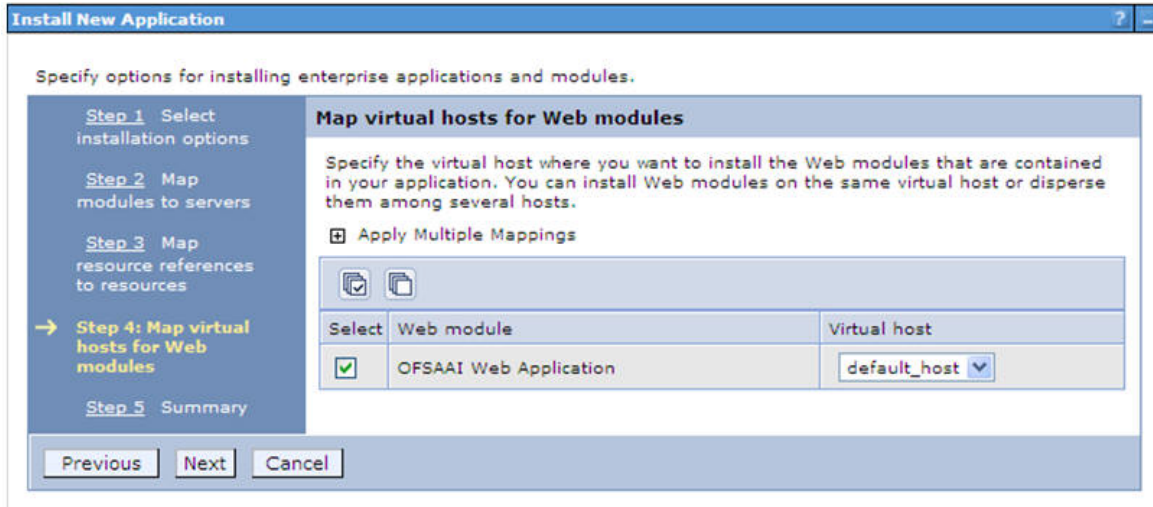 Install New Application ? –
Specify options for installing enterprise applications and modules.
Step 1 Select
installation options
Step 2 Map
modules to servers
Step 3 Map
resource references
to resources
Step 4: Map virtual
hosts for Web
modules
Step 5 Summary
Map virtual hosts for Web modules
Specify the virtual host where you want to install the Web modules that are contained
in your application. You can install Web modules on the same virtual host or disperse
them among several hosts.
Apply Multiple Mappings
Select Web module Virtual host
OFSAAI Web Application default_host
Previous Next Cancel